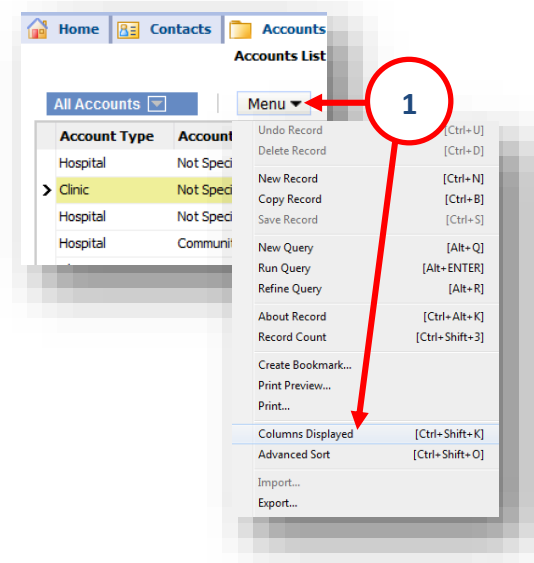 Home Contacts Accounts
Accounts List
All Accounts Menu
1
Account Type Account
Hospital Not Speci
Clinic Not Speci
Hospital Not Speci
Hospital Communi
Undo Record [Ctrl+U]
Delete Record [Ctrl+D]
New Record [Ctrl+N]
Copy Record [Ctrl+B]
Save Record [Ctrl+S]
New Query [Alt+Q]
Run Query [Alt+ENTER]
Refine Query [Alt+R]
About Record [Ctrl+Alt+K]
Record Count [Ctrl+Shift+3]
Create Bookmark...
Print Preview...
Print...
Columns Displayed [Ctrl+Shift+K]
Advanced Sort [Ctrl+Shift+O]
Import...
Export...